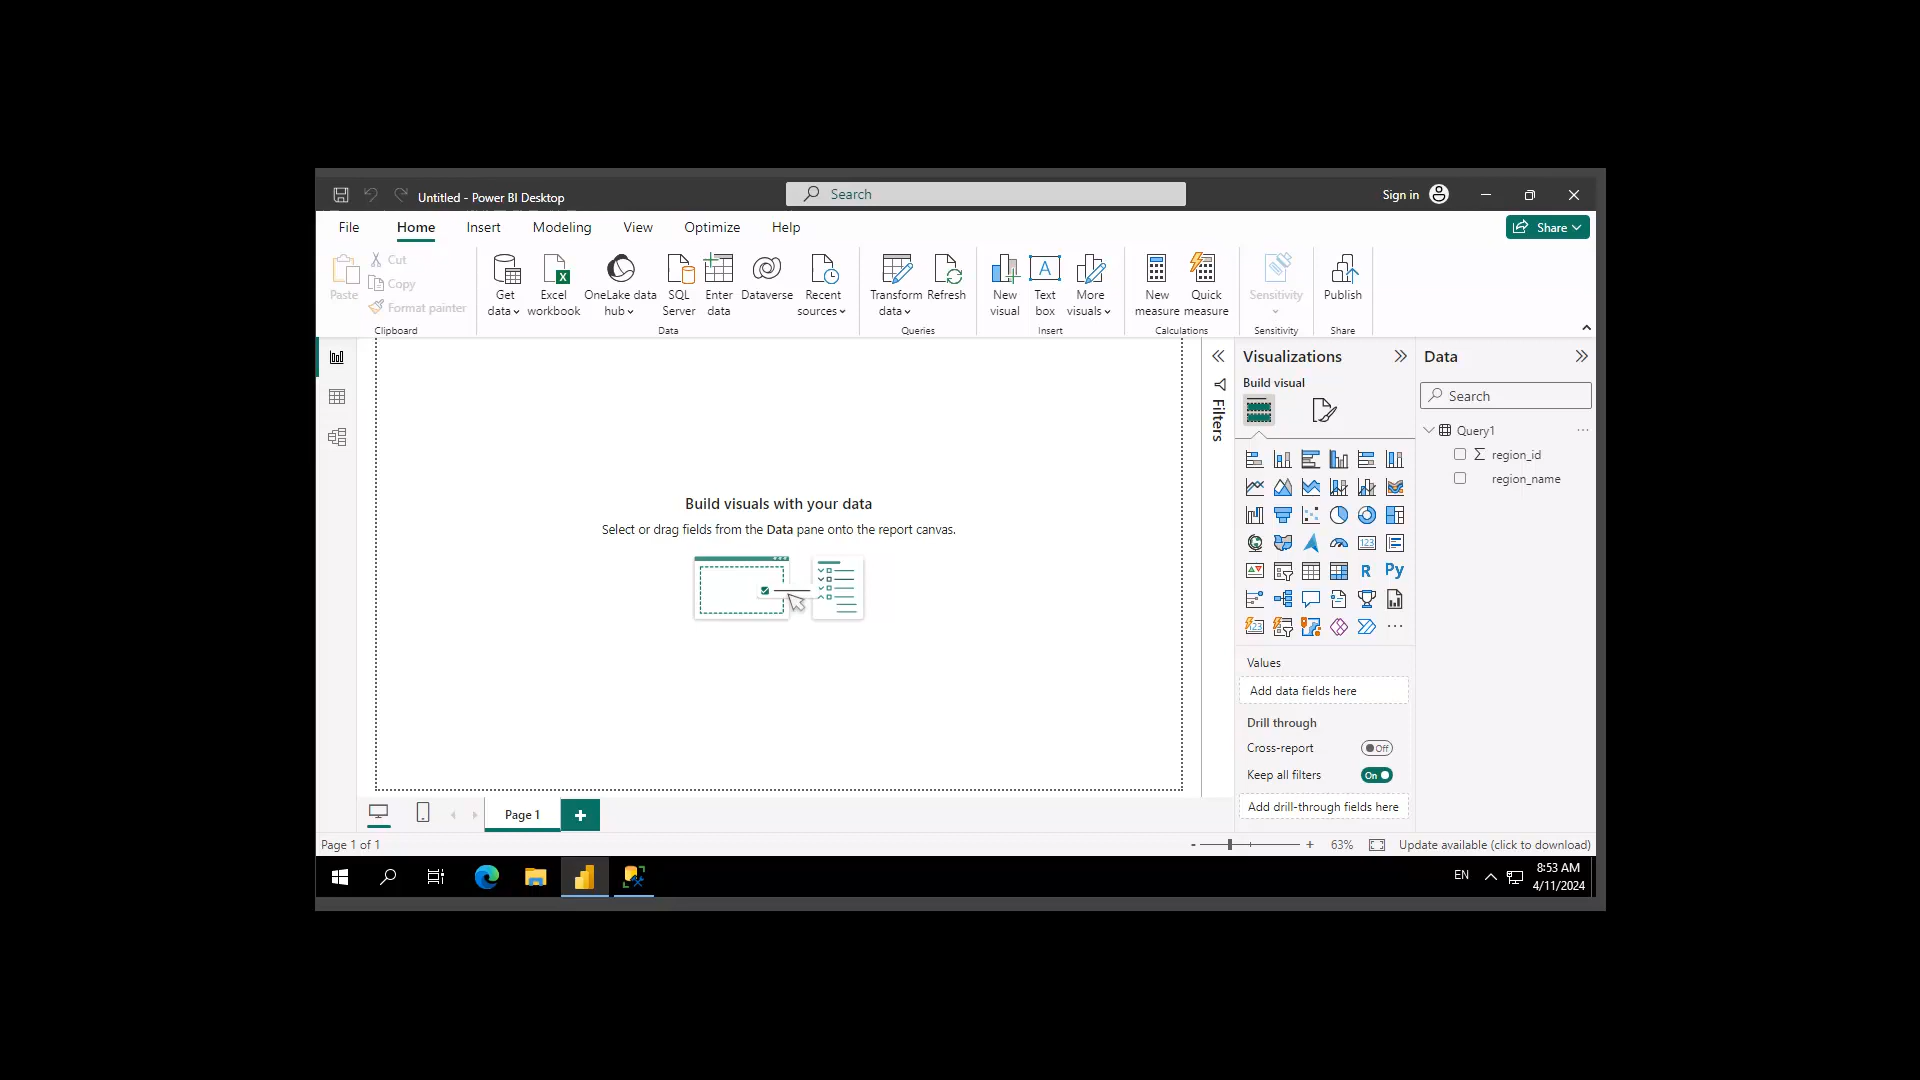 Untitled - Power BI Desktop
Search
Sign in
File
Home
Insert
Modeling
View
Optimize
Help
Share
Paste
Cut
Copy
Format painter
Clipboard
Get
data
Excel
workbook
OneLake data
hub
SQL
Server
Enter
data
Dataverse
Recent
sources
Data
Transform
data
Refresh
Queries
New
visual
A
Text
box
More
visuals
Insert
New
measure
Quick
measure
Calculations
Sensitivity
Sensitivity
Publish
Share
Build visuals with your data
Select or drag fields from the Data pane onto the report canvas.
Filters
Visualizations
Build visual
123
R
Py
123
Values
Add data fields here
Drill through
Cross-report
Off
Keep all filters
On
Add drill-through fields here
Data
Search
Query1
Σ region_id
region_name
Page 1
Page 1 of 1
- + 63%
Update available (click to download)
EN
8:53 AM
4/11/2024